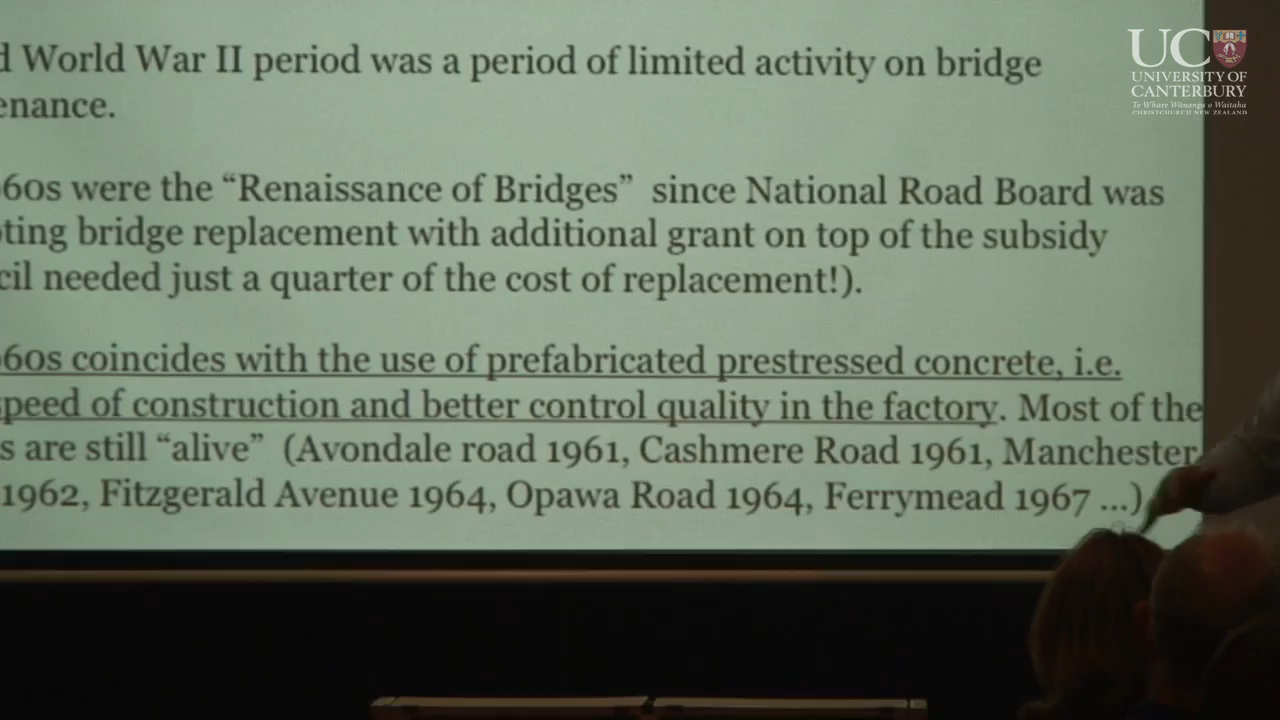 d World War II period was a period of limited activity on bridge
enance.
60s were the “Renaissance of Bridges” since National Road Board was
ting bridge replacement with additional grant on top of the subsidy
cil needed just a quarter of the cost of replacement!).
60s coincides with the use of prefabricated prestressed concrete, i.e.
speed of construction and better control quality in the factory. Most of the
s are still “alive” (Avondale road 1961, Cashmere Road 1961, Manchester
1962, Fitzgerald Avenue 1964, Opawa Road 1964, Ferrymead 1967 ...)
UC
UNIVERSITY OF
CANTERBURY
Te Whare Wānanga o Waitaha
CHRISTCHURCH NEW ZEALAND